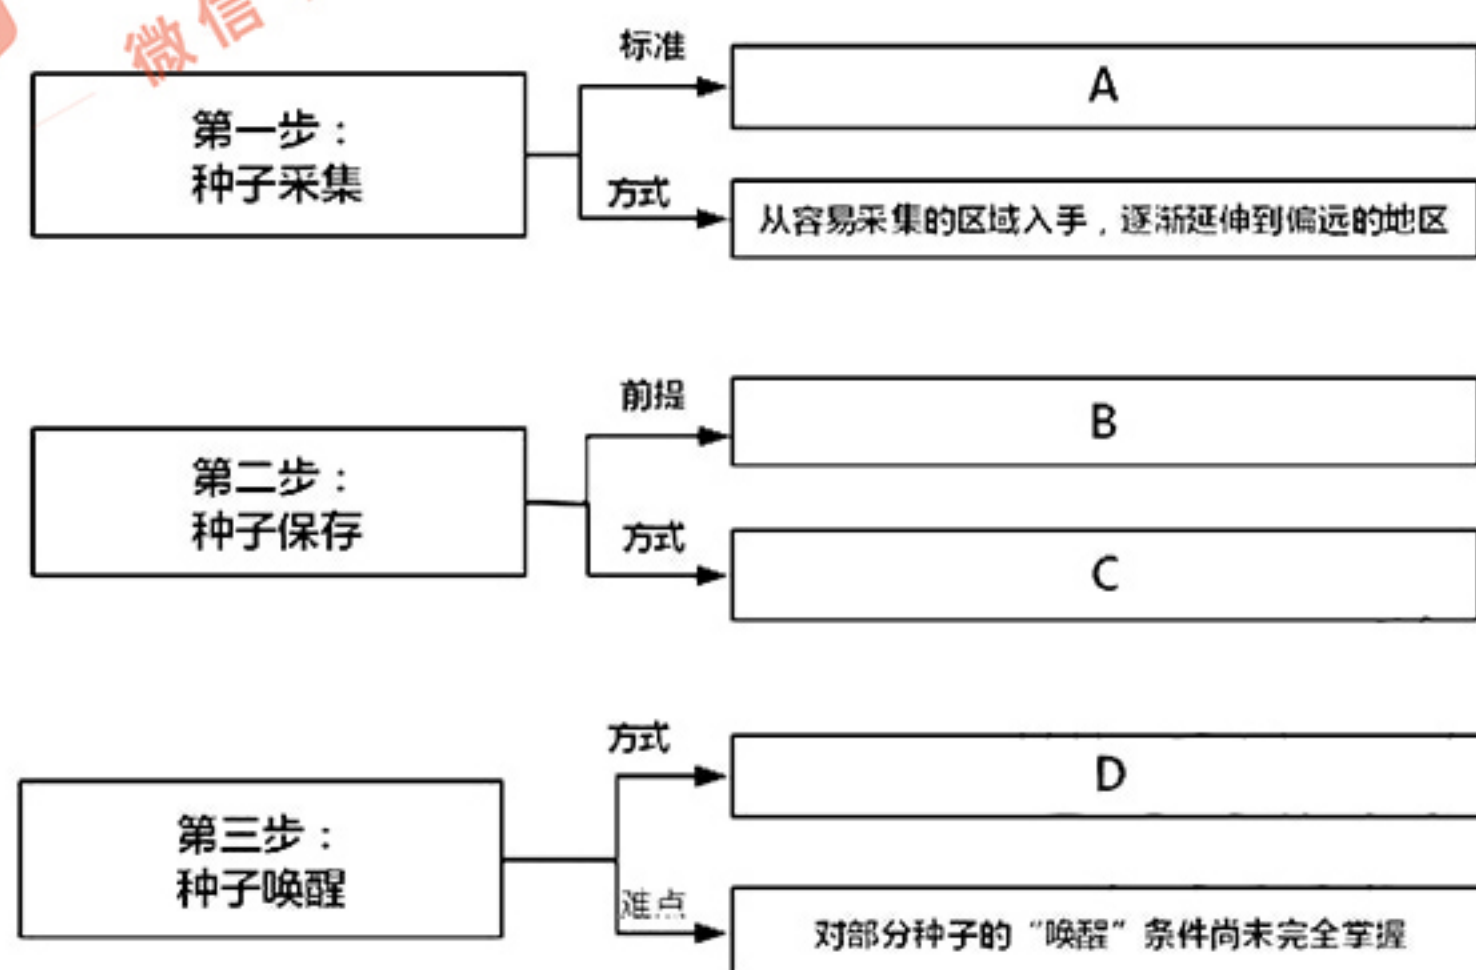 微信
标准
A
第一步：
种子采集
方式
从容易采集的区域入手，逐渐延伸到偏远的地区
前提
B
第二步：
种子保存
方式
C
方式
D
第三步：
种子唤醒
难点
对部分种子的“唤醒”条件尚未完全掌握